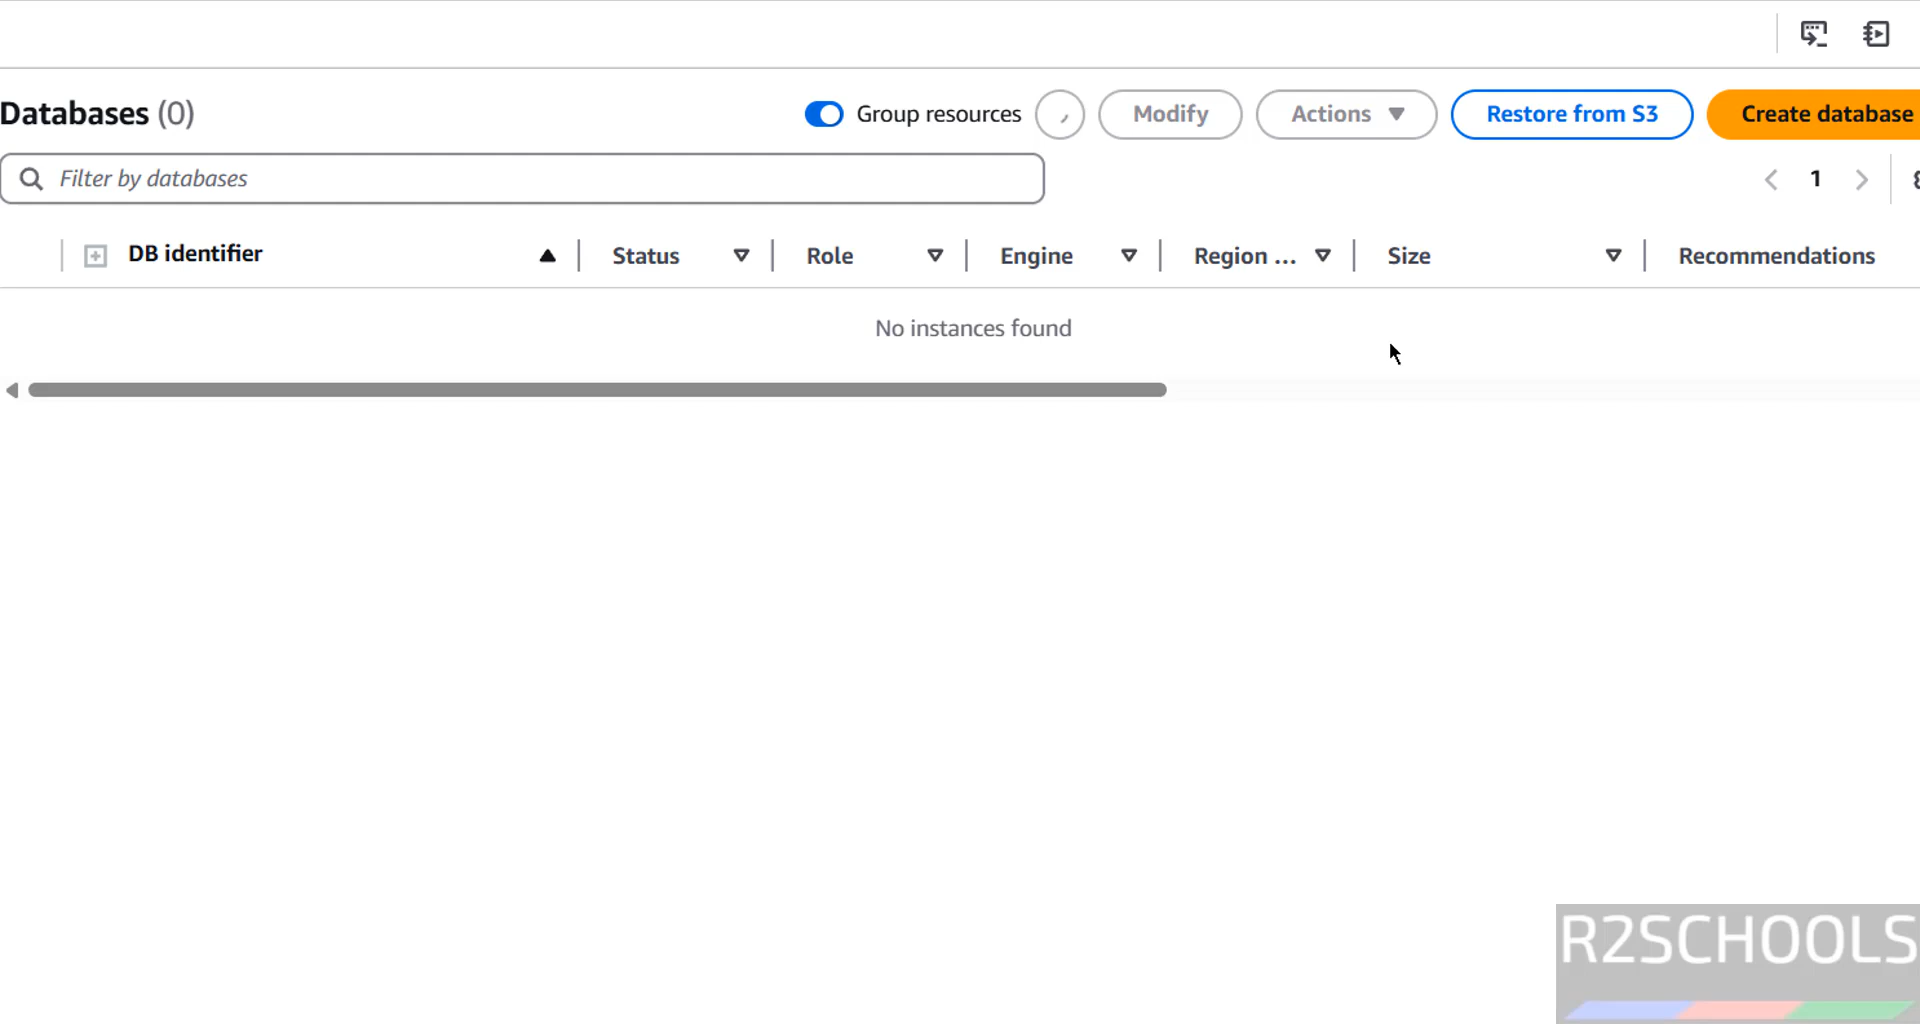 Databases (0)
Group resources
Modify
Actions
Restore from S3
Create database
Filter by databases
1
DB identifier
Status
Role
Engine
Region ...
Size
Recommendations
No instances found
R2SCHOOLS